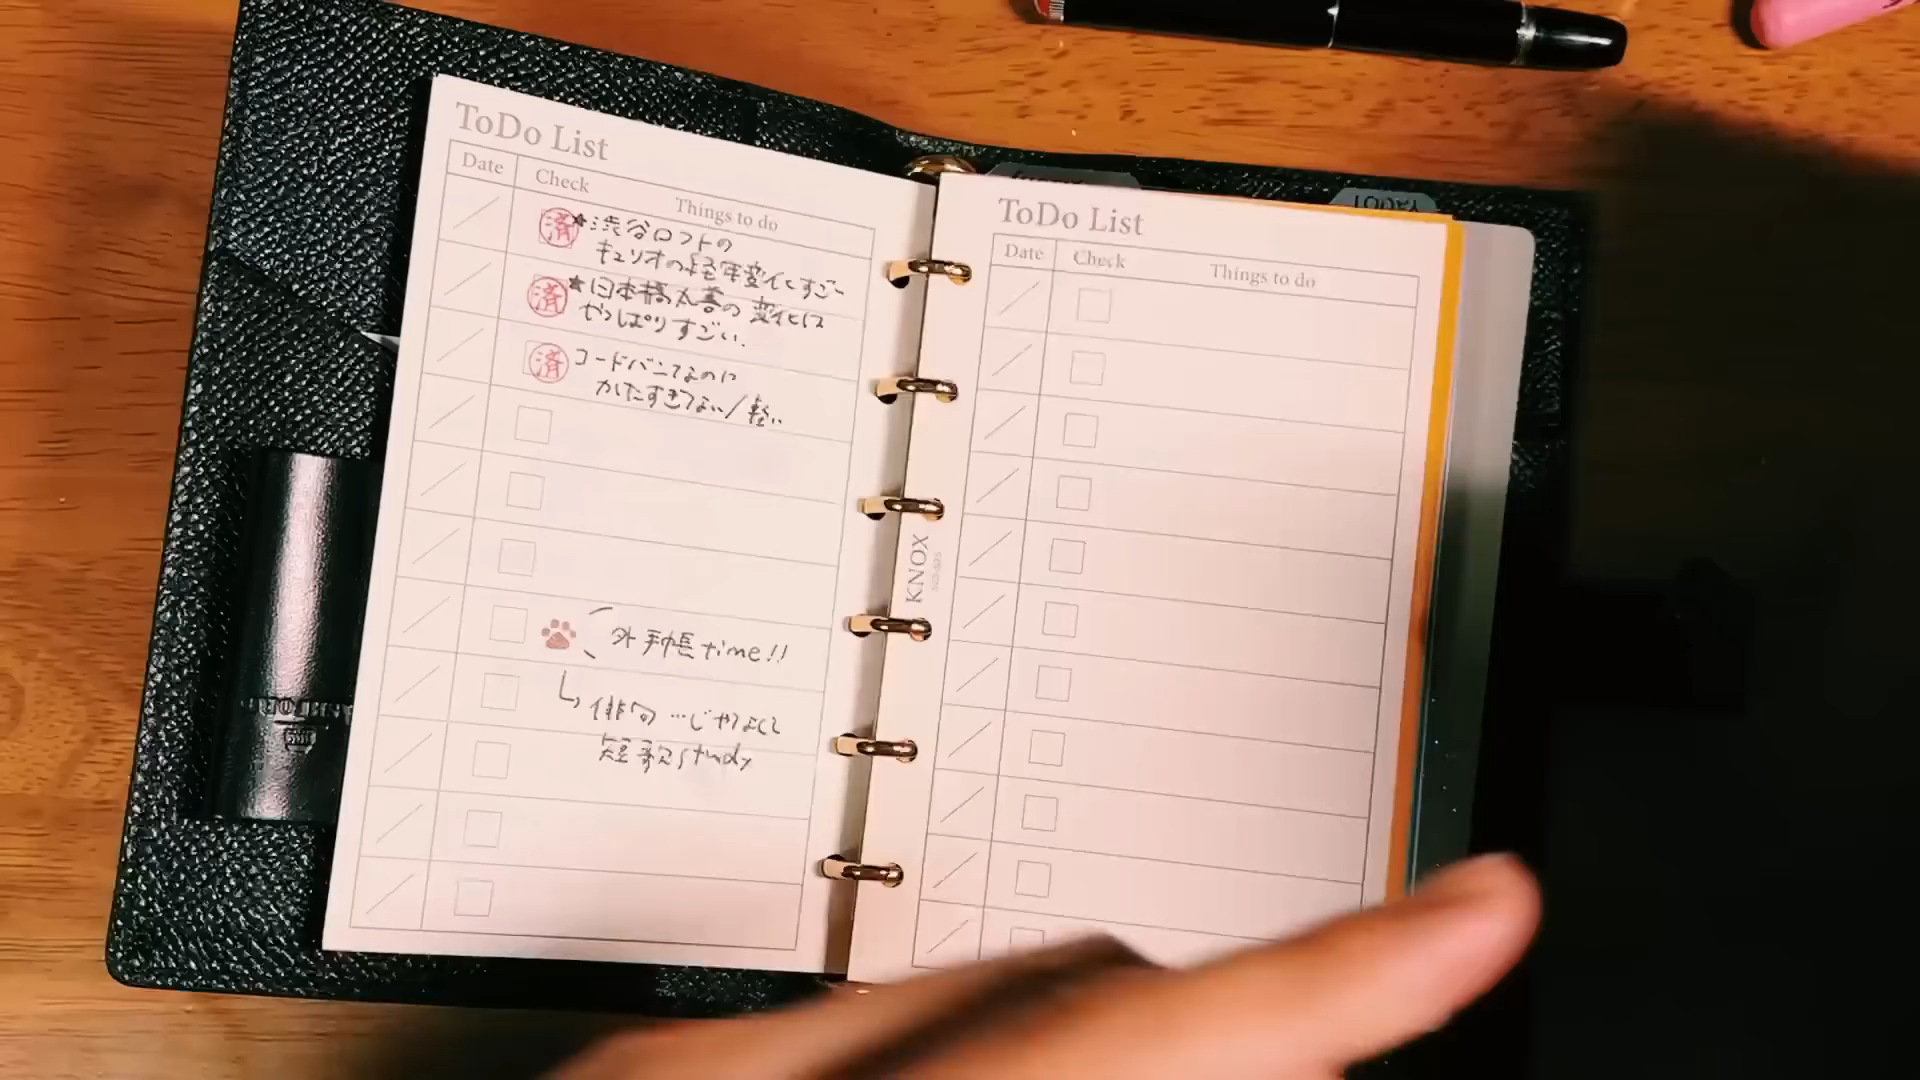 ToDo List
Date Check Things to do
済 ★渋谷ロフトの
キュリオの経年変化すごー
済 ★日本橋丸善の変化は
やっぱりすごい.
済 コードバンでなのに
かたすぎてない/軽い
外手帳time!!
俳句…じゃなくて
短歌study
KNOX
ToDo List
Date Check Things to do